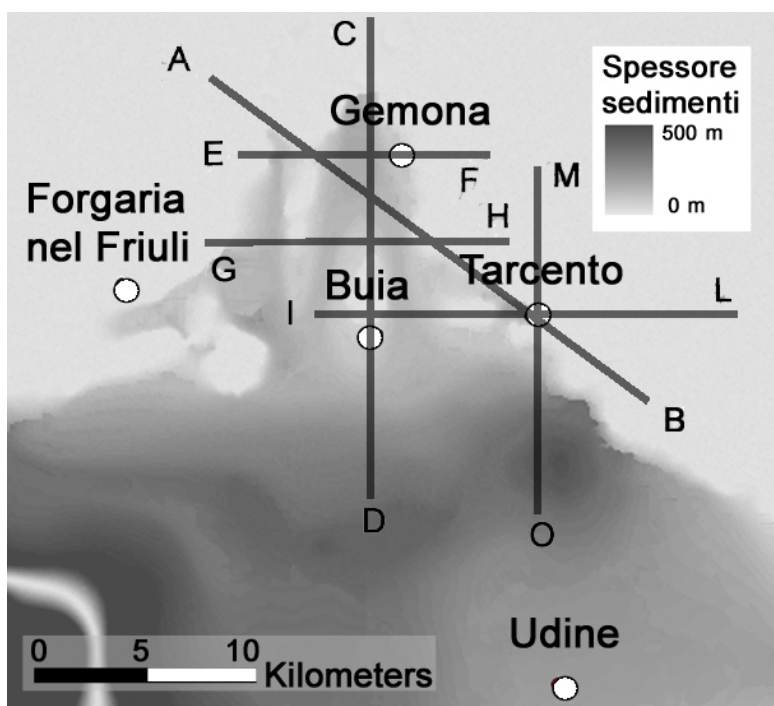 C
A
Spessore
sedimenti
500 m
0 m
Gemona
E
F
M
Forgaria
nel Friuli
H
G
Tarcento
Buia
I
L
B
D
O
Udine
0 5 10
Kilometers